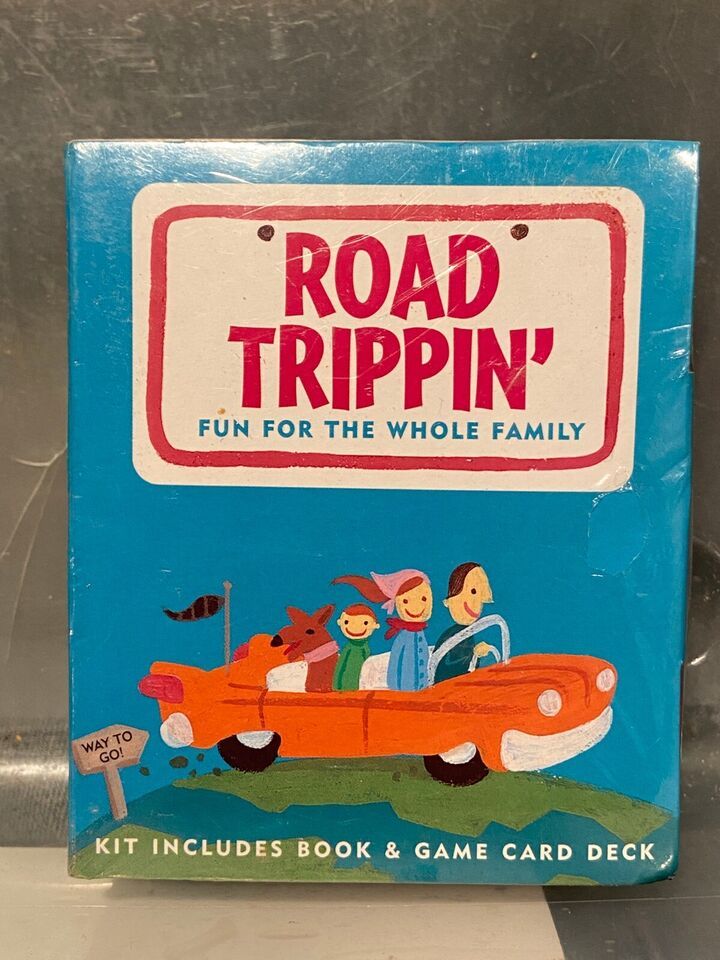 ROAD
TRIPPIN'
FUN FOR THE WHOLE FAMILY
WAY TO
GO!
KIT INCLUDES BOOK & GAME CARD DECK